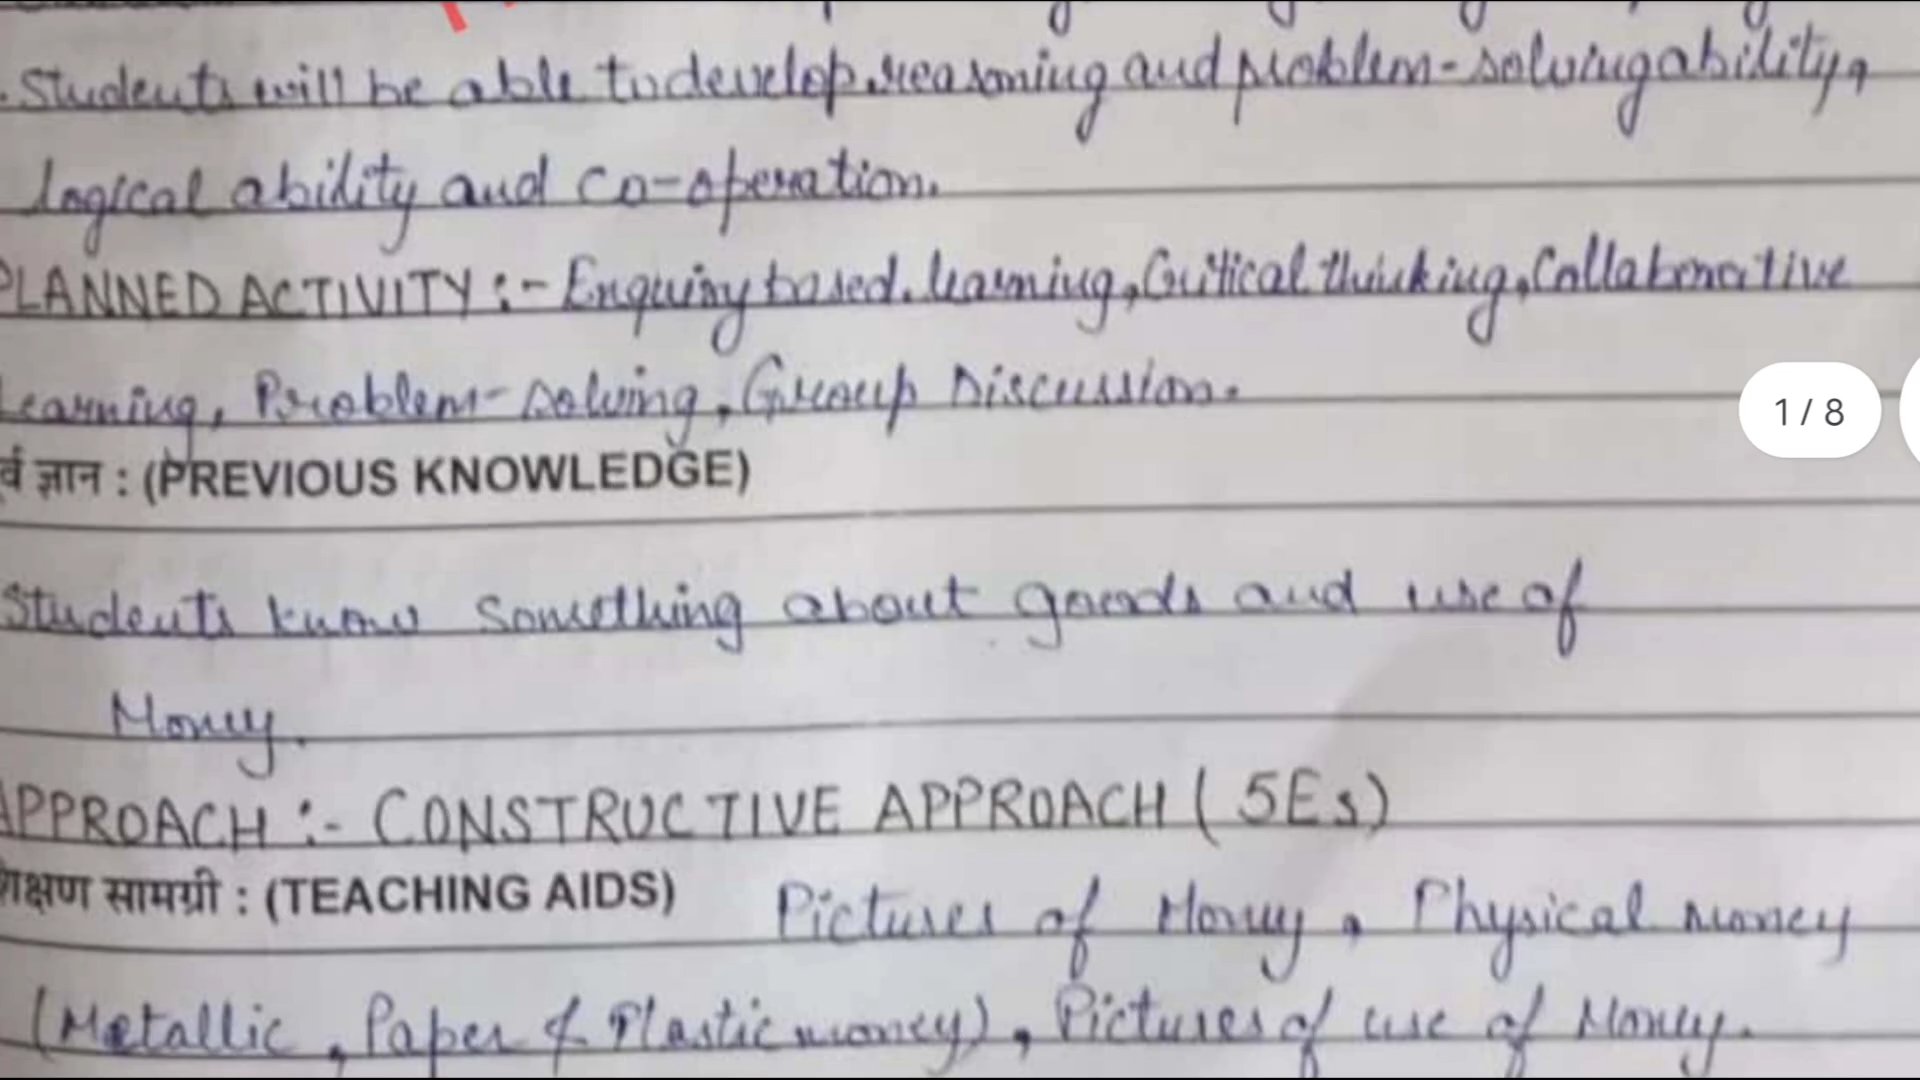 Students will be able to develop reasoning and problem-solving ability,
logical ability and co-operation.
PLANNED ACTIVITY :- Enquiry based learning, Critical thinking, Collaborative
Learning, Problem-solving, Group Discussion.
1 / 8
र्व ज्ञान : (PREVIOUS KNOWLEDGE)
Students know something about goods and use of
Money.
APPROACH :- CONSTRUCTIVE APPROACH ( 5Es)
शिक्षण सामग्री : (TEACHING AIDS) Pictures of Money, Physical money
(Metallic, Paper & Plastic money), Pictures of use of Money.